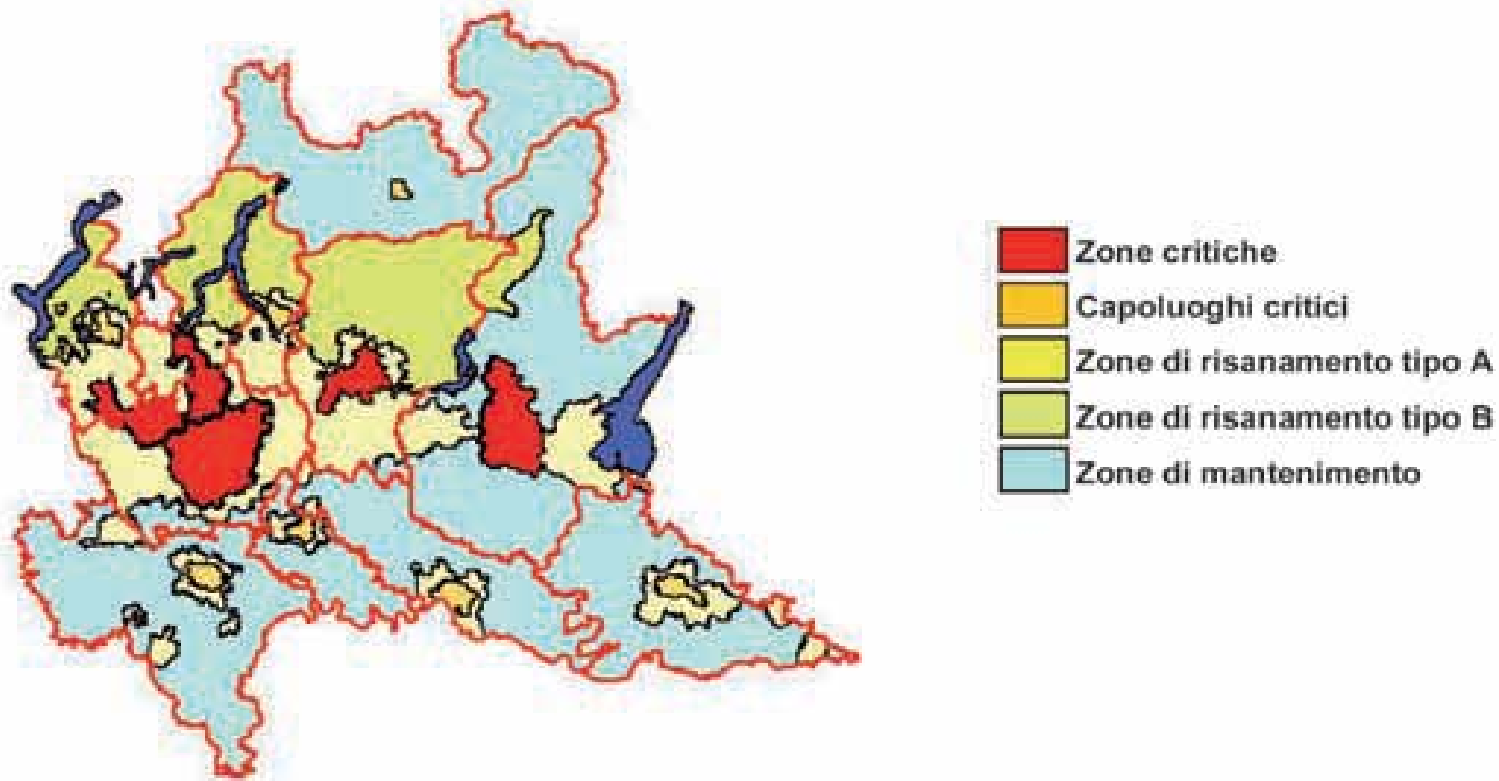 Zone critiche
Capoluoghi critici
Zone di risanamento tipo A
Zone di risanamento tipo B
Zone di mantenimento